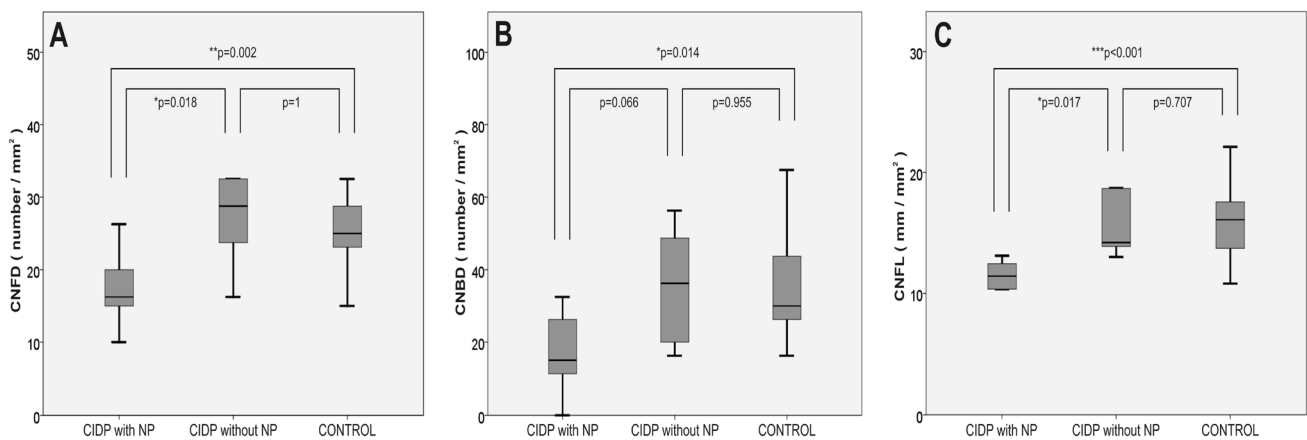 A
CNFD ( number / mm²)
50
40
30
20
10
0
**p=0.002
*p=0.018
p=1
CIDP with NP
CIDP without NP
CONTROL
B
CNBD ( number / mm²)
100
80
60
40
20
0
*p=0.014
p=0.066
p=0.955
CIDP with NP
CIDP without NP
CONTROL
C
CNFL ( mm / mm²)
30
20
10
0
***p<0.001
*p=0.017
p=0.707
CIDP with NP
CIDP without NP
CONTROL